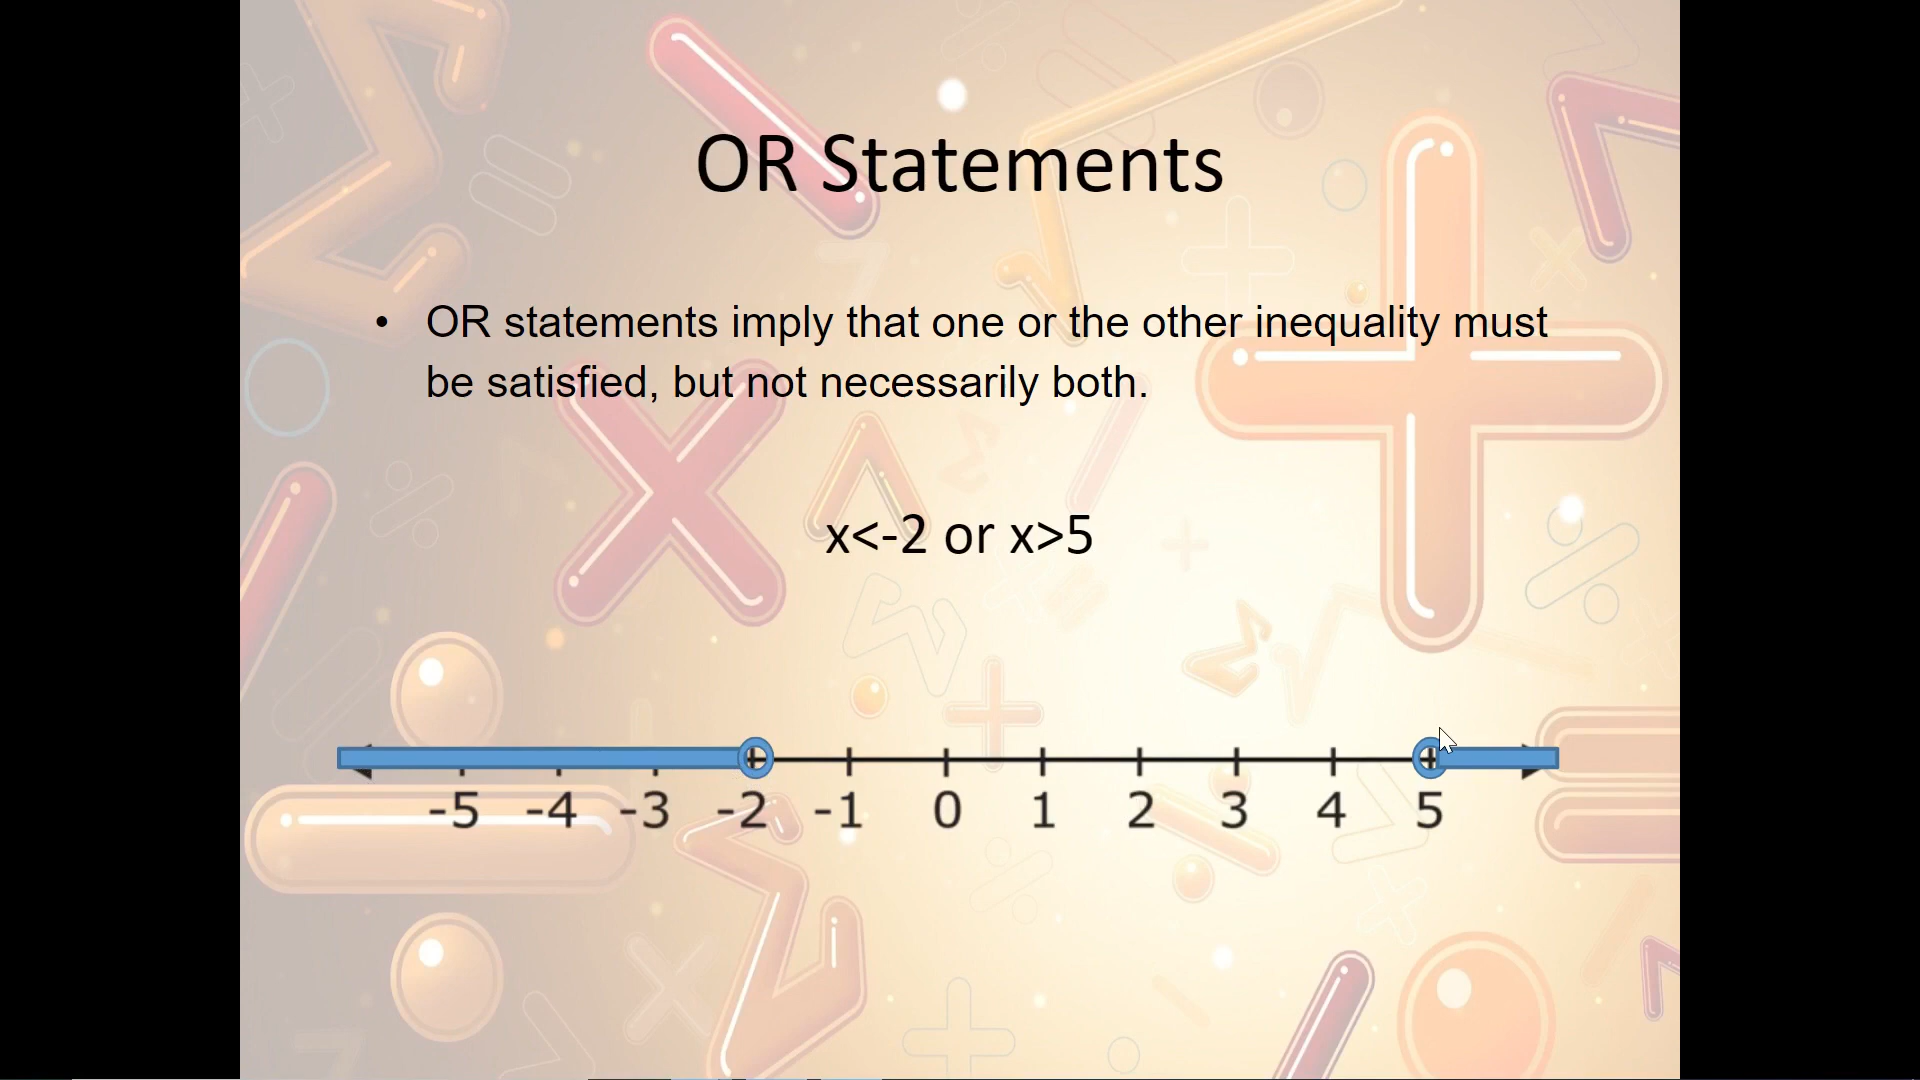 OR Statements
• OR statements imply that one or the other inequality must
be satisfied, but not necessarily both.
x<-2 or x>5
-5 -4 -3 -2 -1 0 1 2 3 4 5